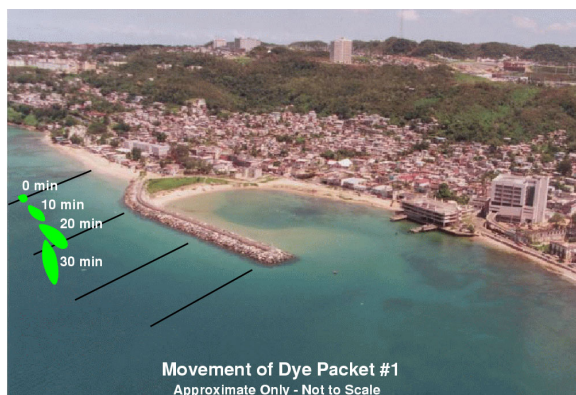 0 min
10 min
20 min
30 min
Movement of Dye Packet #1
Approximate Only - Not to Scale